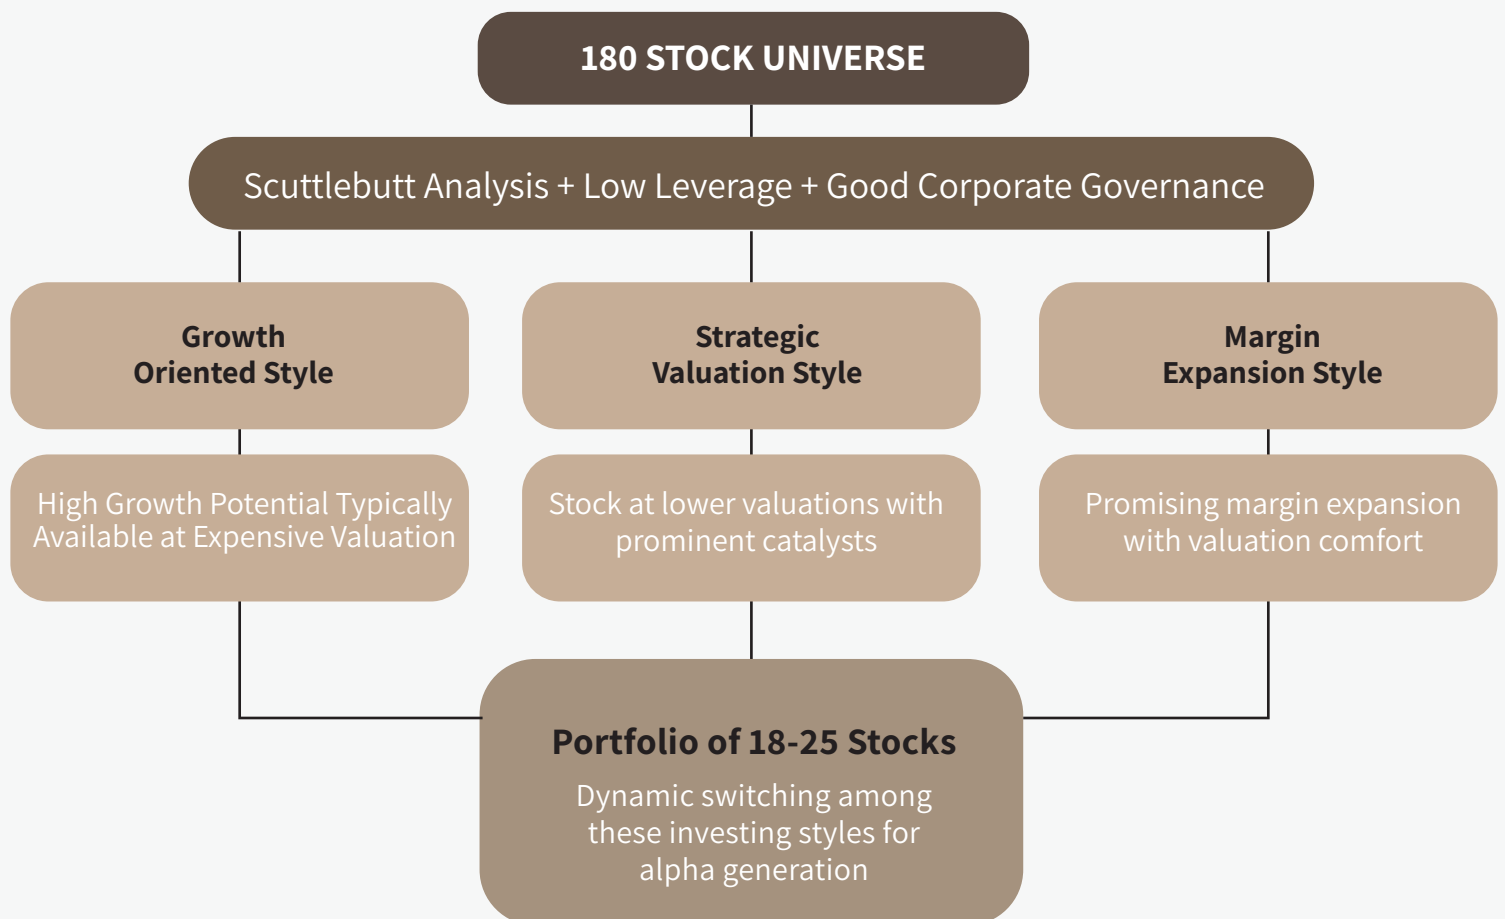 180 STOCK UNIVERSE
Scuttlebutt Analysis + Low Leverage + Good Corporate Governance
Growth
Oriented Style
Strategic
Valuation Style
Margin
Expansion Style
High Growth Potential Typically
Available at Expensive Valuation
Stock at lower valuations with
prominent catalysts
Promising margin expansion
with valuation comfort
Portfolio of 18-25 Stocks
Dynamic switching among
these investing styles for
alpha generation